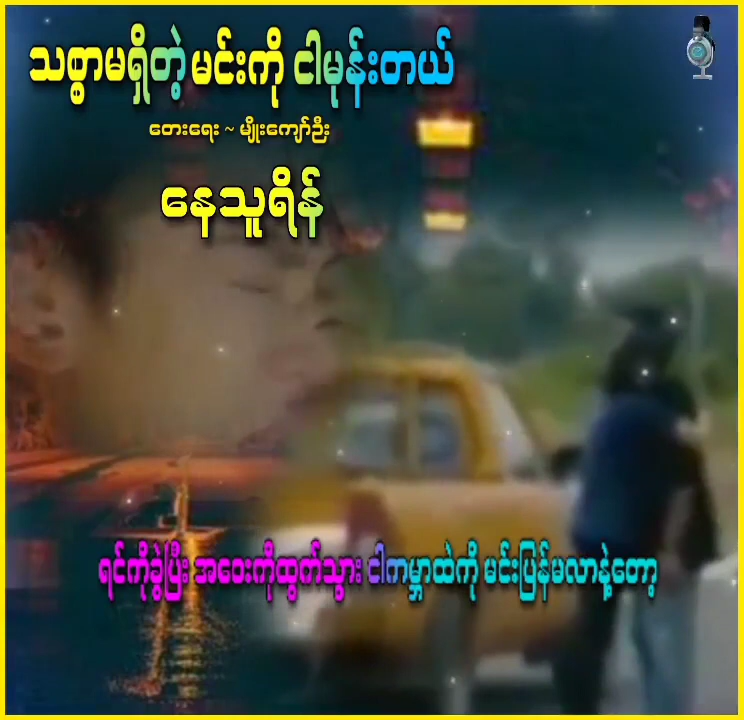 သစ္စာမရှိတဲ့ မင်းကို ငါမုန်းတယ်
တေးရေး ~ မျိုးကျော်ဦး
နေသူရိန်
ရင်ကိုခွဲပြီး အဝေးကိုထွက်သွား ငါကမ္ဘာထဲကို မင်းပြန်မလာနဲ့တော့